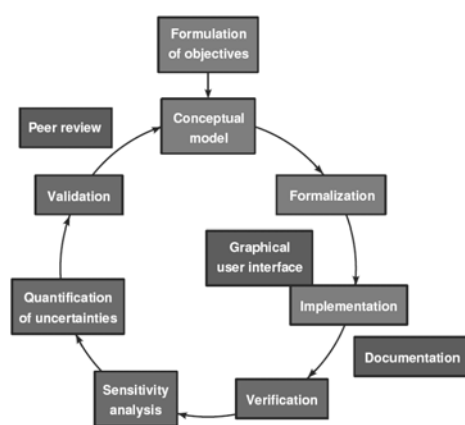 Formulation
of objectives
Peer review
Conceptual
model
Validation
Formalization
Graphical
user interface
Quantification
of uncertainties
Implementation
Documentation
Sensitivity
analysis
Verification